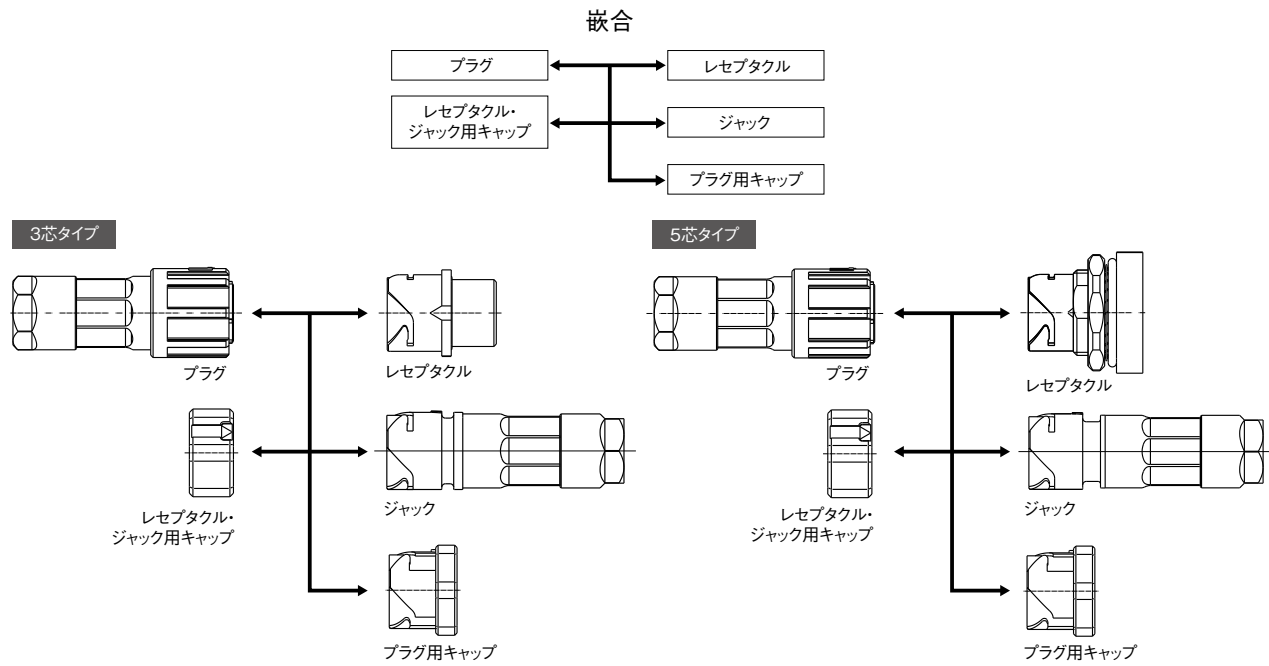 嵌合
プラグ
レセプタクル
レセプタクル・
ジャック用キャップ
ジャック
プラグ用キャップ
3芯タイプ
プラグ
レセプタクル
レセプタクル・
ジャック用キャップ
ジャック
プラグ用キャップ
5芯タイプ
プラグ
レセプタクル
レセプタクル・
ジャック用キャップ
ジャック
プラグ用キャップ